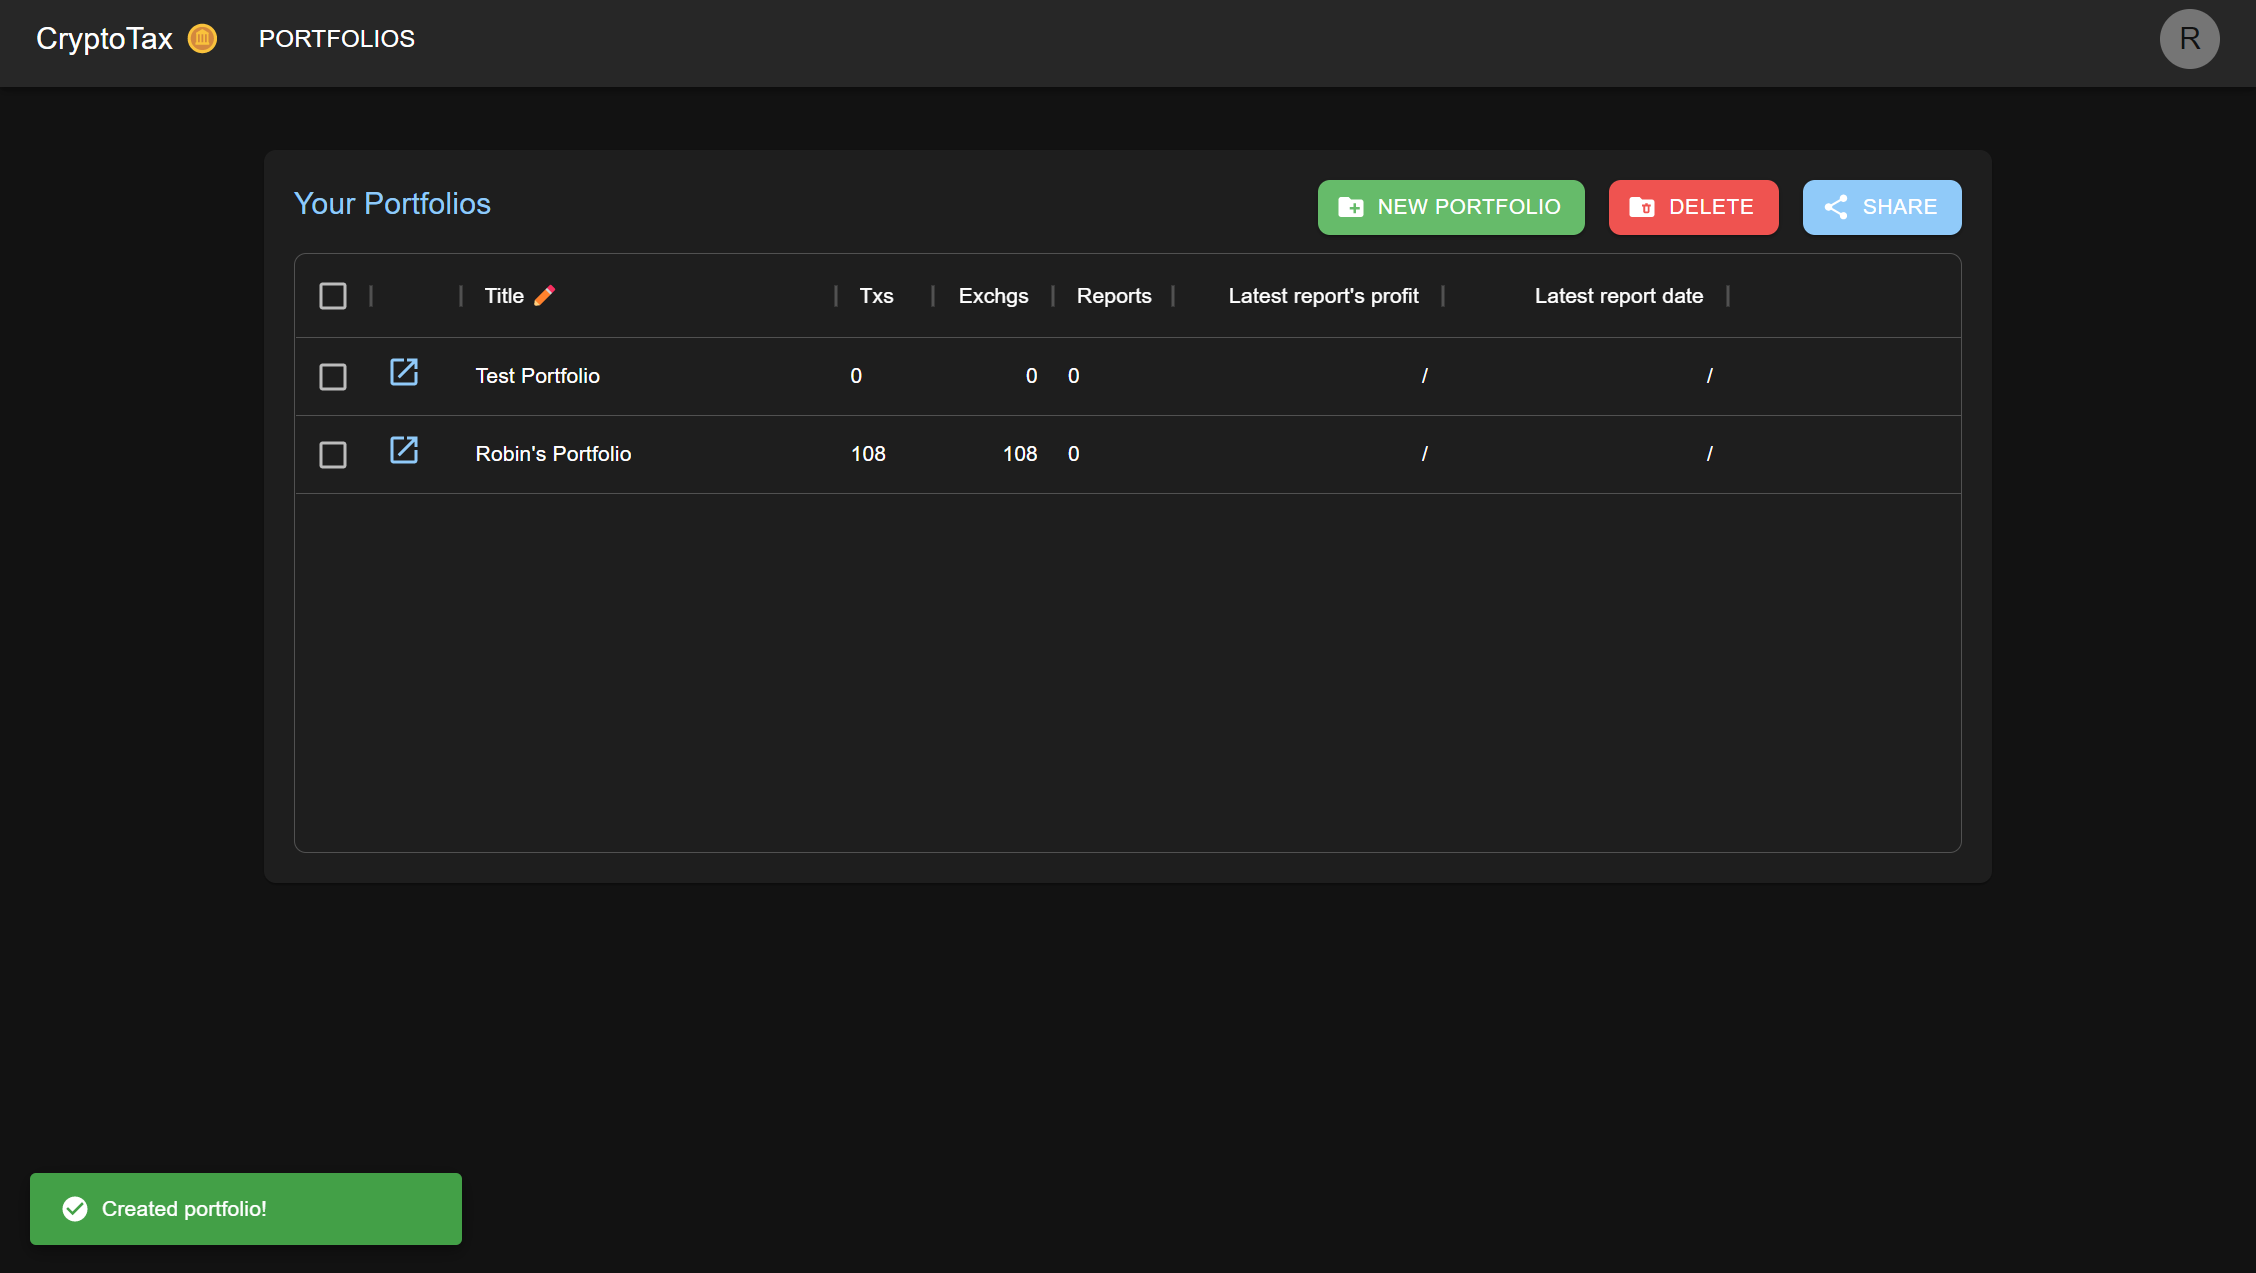 CryptoTax PORTFOLIOS R
Your Portfolios NEW PORTFOLIO DELETE SHARE
Title Txs Exchgs Reports Latest report's profit Latest report date
Test Portfolio 0 0 0 / /
Robin's Portfolio 108 108 0 / /
Created portfolio!